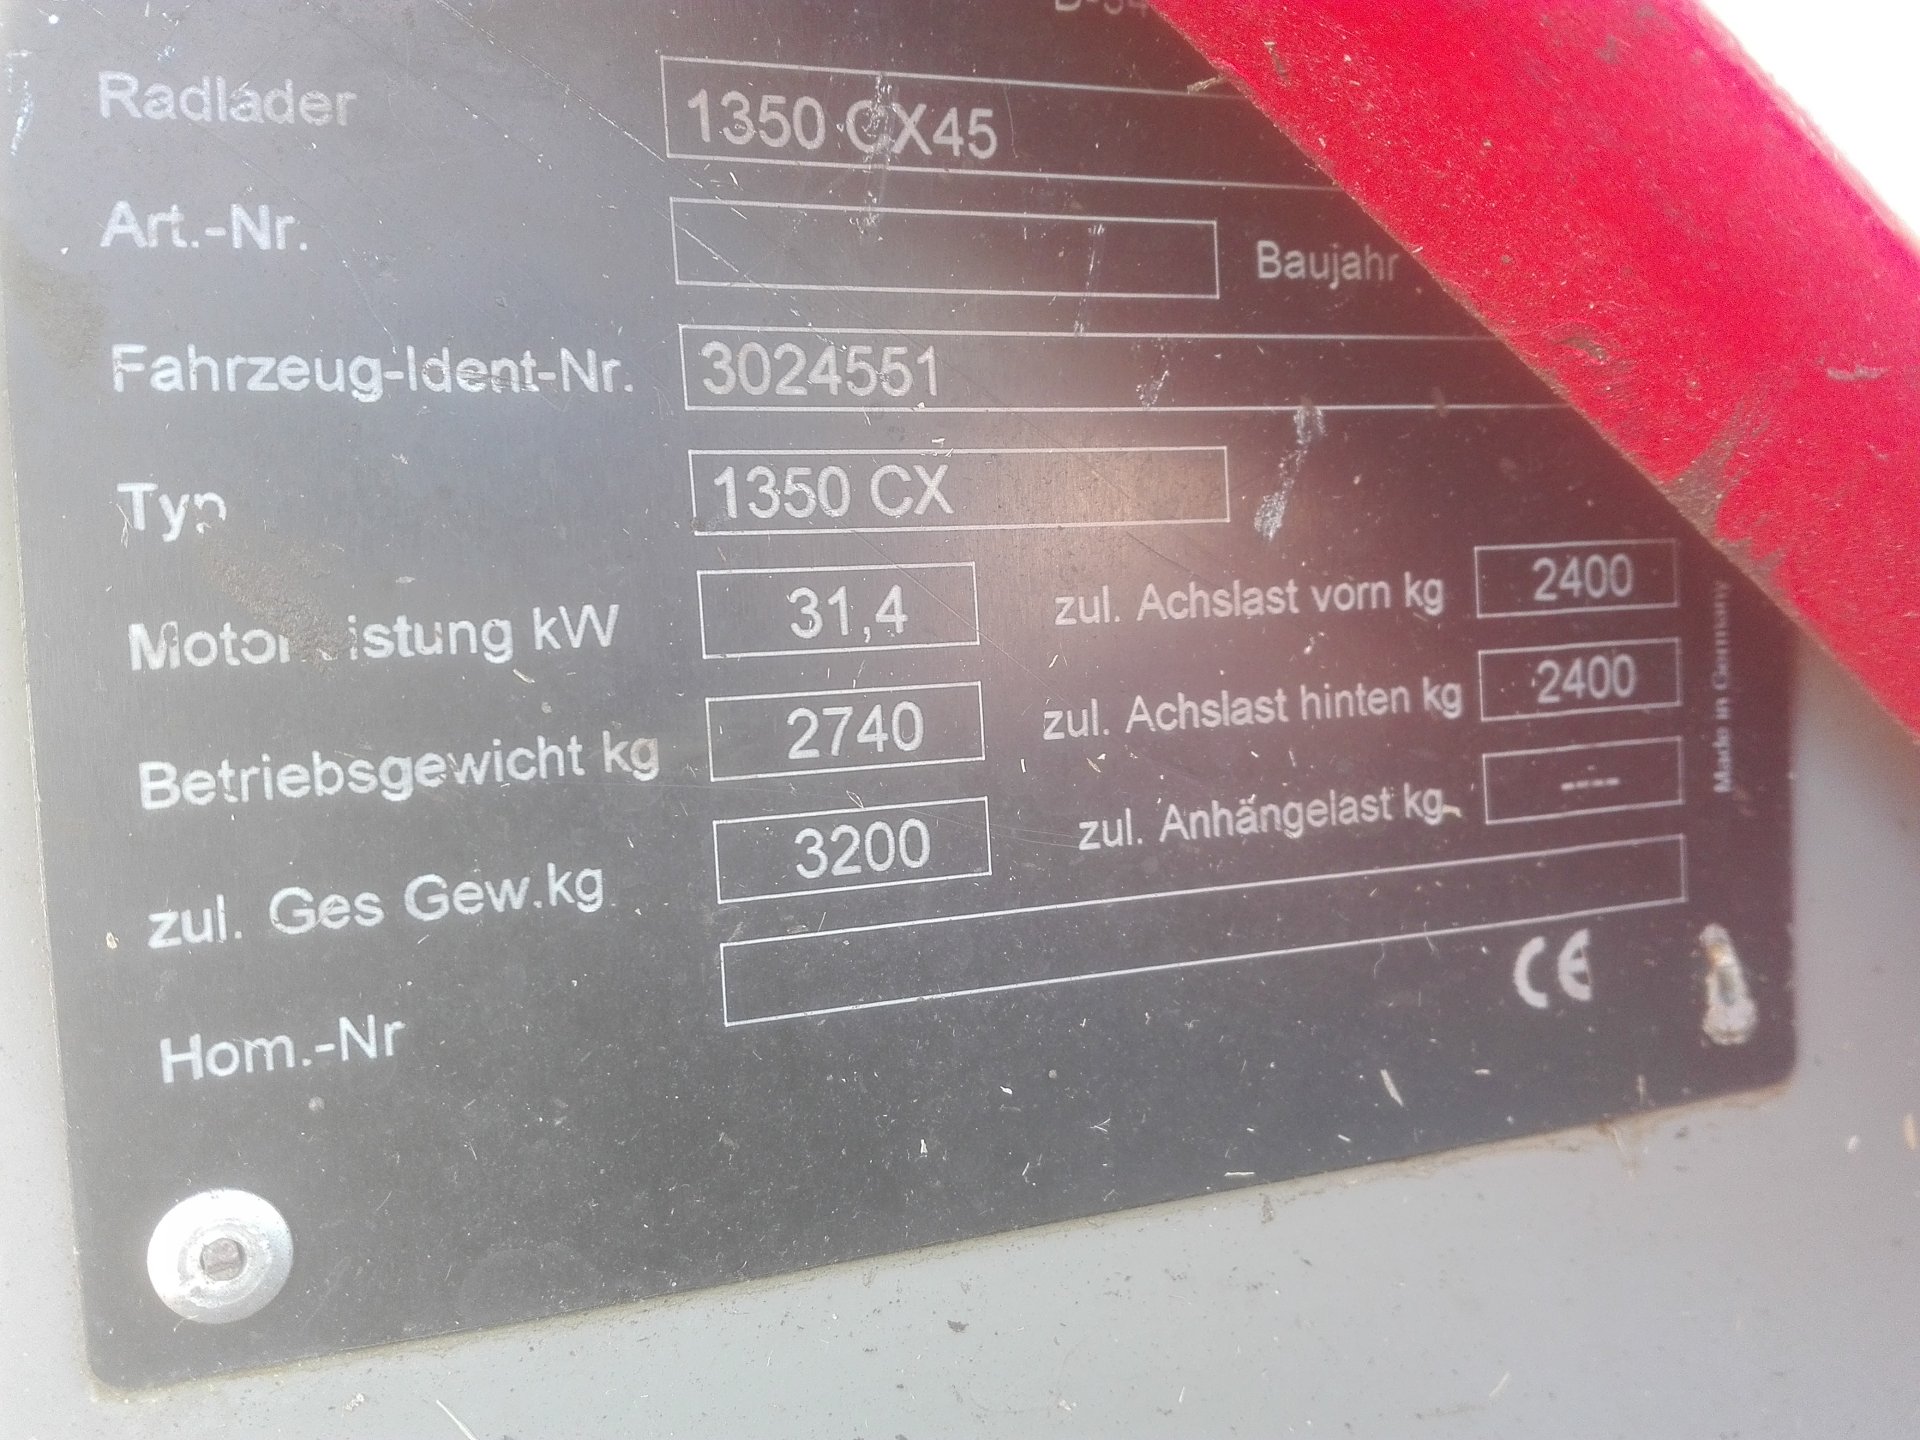 Radlader 1350 CX45
Art.-Nr. Baujahr
Fahrzeug-Ident-Nr. 3024551
Typ 1350 CX
Motorleistung kW 31,4 zul. Achslast vorn kg 2400
Betriebsgewicht kg 2740 zul. Achslast hinten kg 2400
zul. Ges Gew.kg 3200 zul. Anhängelast kg ----
Hom.-Nr
CE
Made in Germany